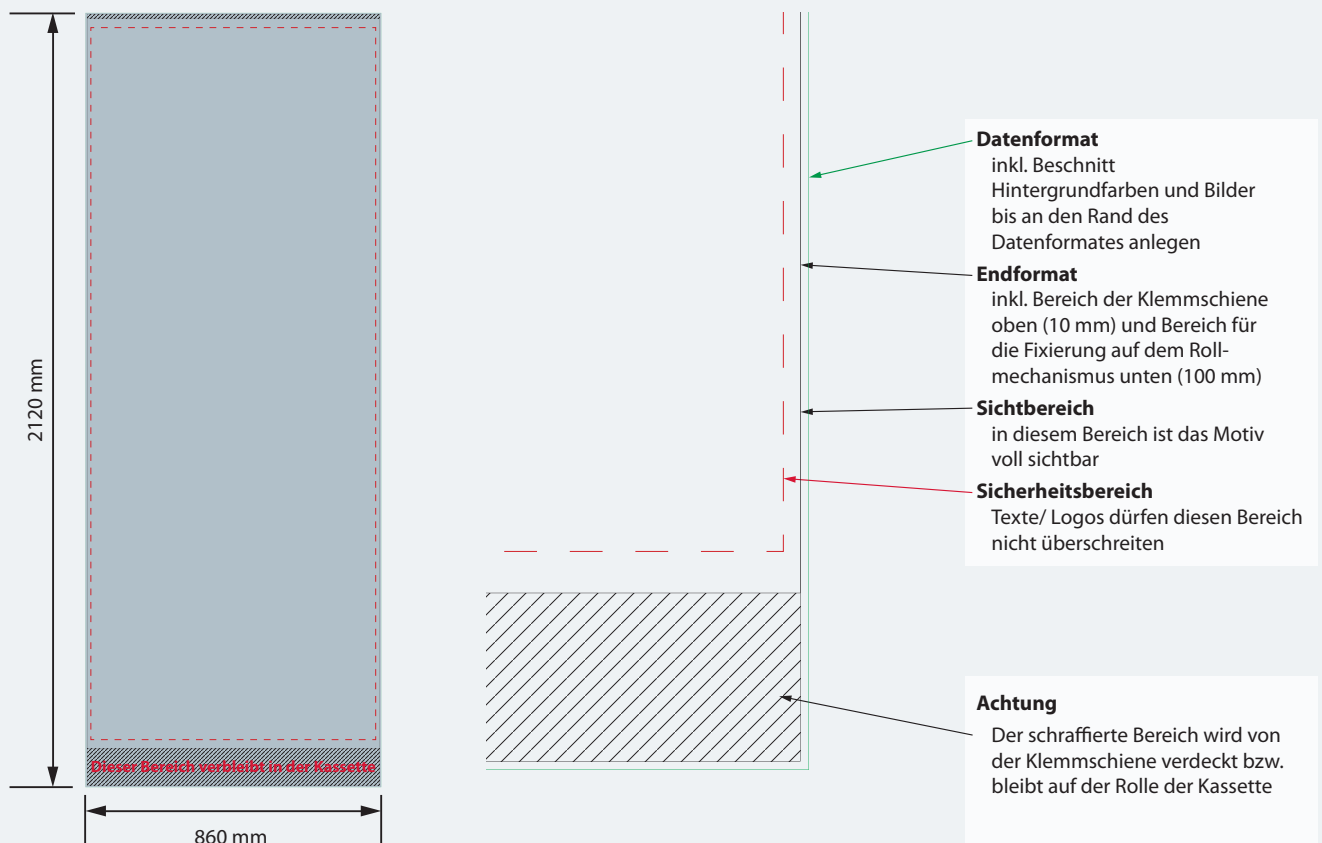 2120 mm
Dieser Bereich verbleibt in der Kassette
860 mm
Datenformat
inkl. Beschnitt
Hintergrundfarben und Bilder
bis an den Rand des
Datenformates anlegen
Endformat
inkl. Bereich der Klemmschiene
oben (10 mm) und Bereich für
die Fixierung auf dem Roll-
mechanismus unten (100 mm)
Sichtbereich
in diesem Bereich ist das Motiv
voll sichtbar
Sicherheitsbereich
Texte/ Logos dürfen diesen Bereich
nicht überschreiten
Achtung
Der schraffierte Bereich wird von
der Klemmschiene verdeckt bzw.
bleibt auf der Rolle der Kassette